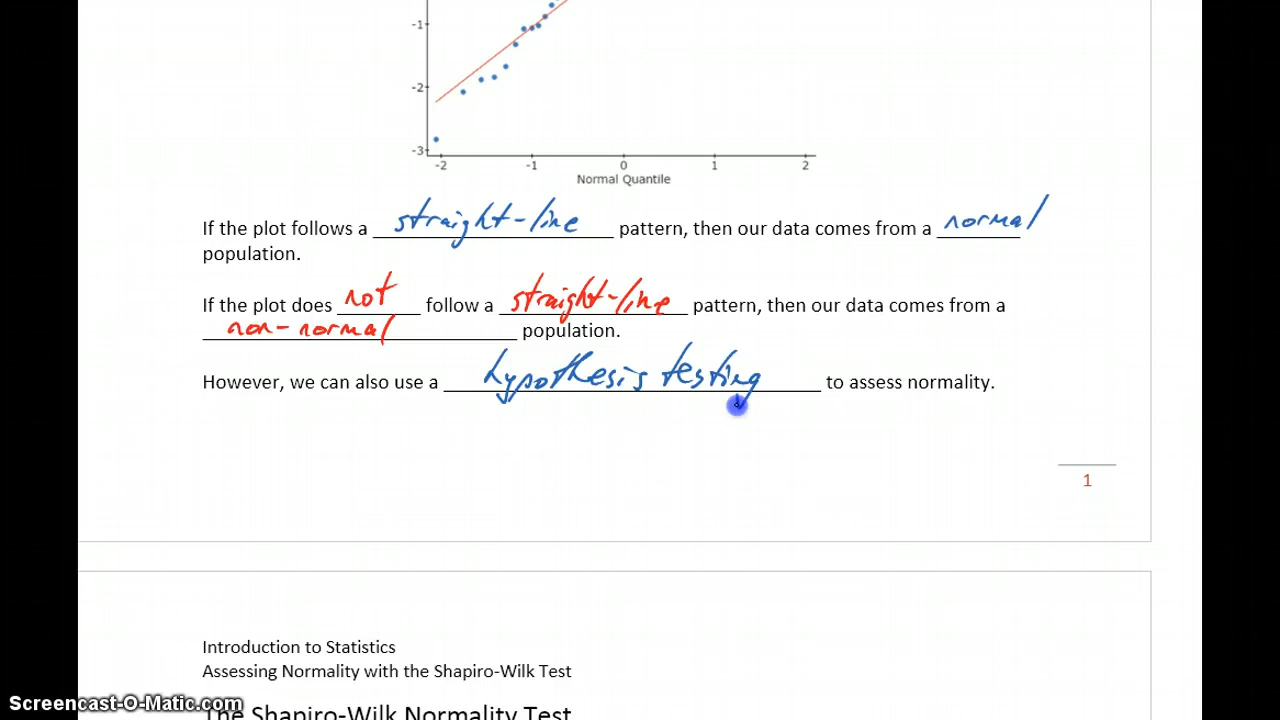 -1
-2
-3
-2 -1 0 1 2
Normal Quantile
If the plot follows a straight-line pattern, then our data comes from a normal
population.
If the plot does not follow a straight-line pattern, then our data comes from a
non-normal population.
However, we can also use a hypothesis testing to assess normality.
1
Introduction to Statistics
Assessing Normality with the Shapiro-Wilk Test
The Shapiro-Wilk Normality Test
Screencast-O-Matic.com